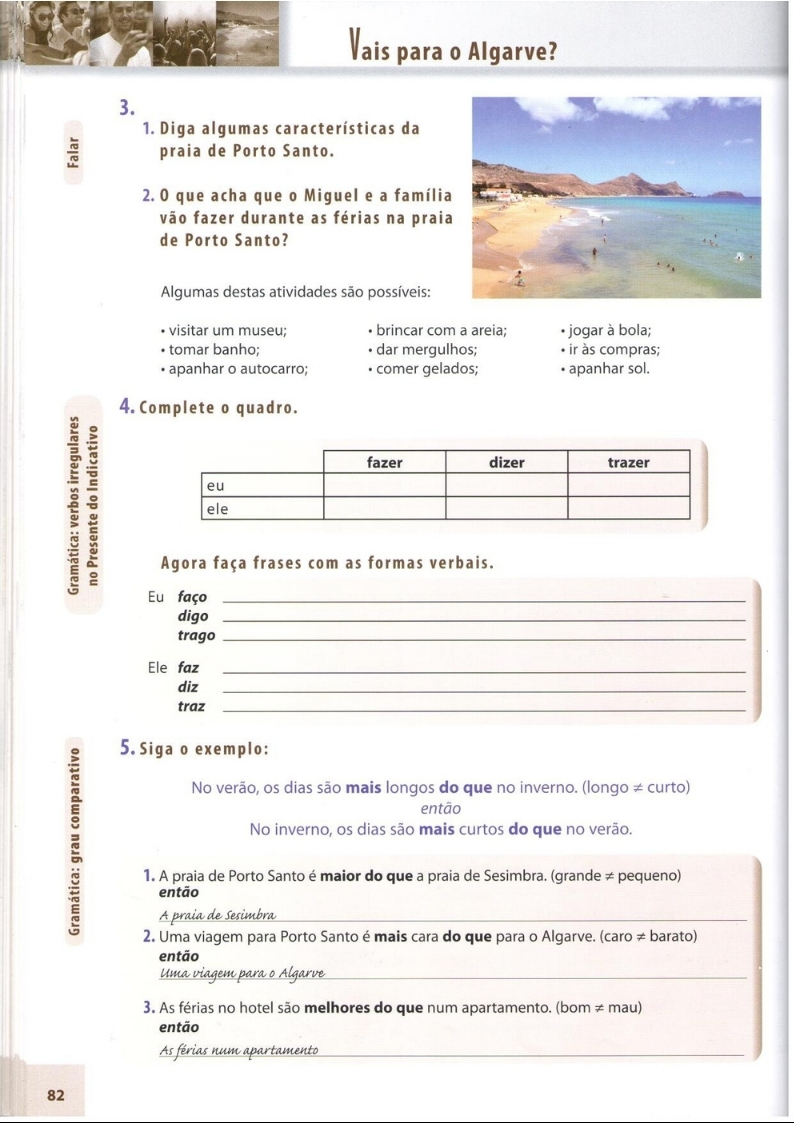 Vais para o Algarve?
Falar
3.
1. Diga algumas características da
praia de Porto Santo.
2. O que acha que o Miguel e a família
vão fazer durante as férias na praia
de Porto Santo?
Algumas destas atividades são possíveis:
• visitar um museu; • brincar com a areia; • jogar à bola;
• tomar banho; • dar mergulhos; • ir às compras;
• apanhar o autocarro; • comer gelados; • apanhar sol.
Gramática: verbos irregulares
no Presente do Indicativo
4. Complete o quadro.
fazer dizer trazer
eu
ele
Agora faça frases com as formas verbais.
Eu faço
digo
trago
Ele faz
diz
traz
Gramática: grau comparativo
5. Siga o exemplo:
No verão, os dias são mais longos do que no inverno. (longo ≠ curto)
então
No inverno, os dias são mais curtos do que no verão.
1. A praia de Porto Santo é maior do que a praia de Sesimbra. (grande ≠ pequeno)
então
A praia de Sesimbra
2. Uma viagem para Porto Santo é mais cara do que para o Algarve. (caro ≠ barato)
então
Uma viagem para o Algarve
3. As férias no hotel são melhores do que num apartamento. (bom ≠ mau)
então
As férias num apartamento
82